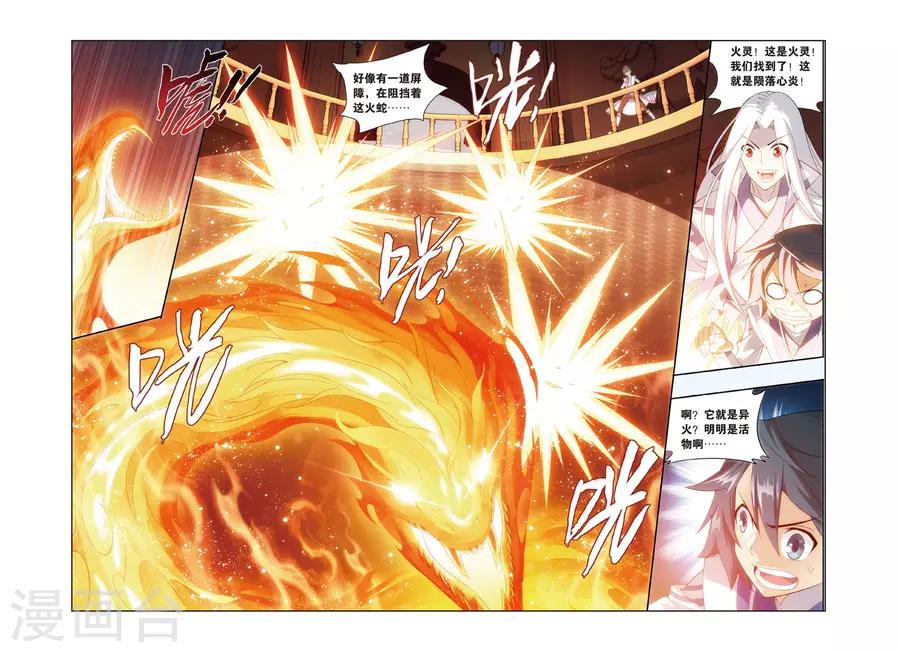 吼!!
好像有一道屏
障，在阻挡着
这火蛇……
咣!
咣!
咣!
咣!
火灵！这是火灵！
我们找到了！这
就是陨落心炎！
啊？它就是异
火？明明是活
物啊……
漫画台